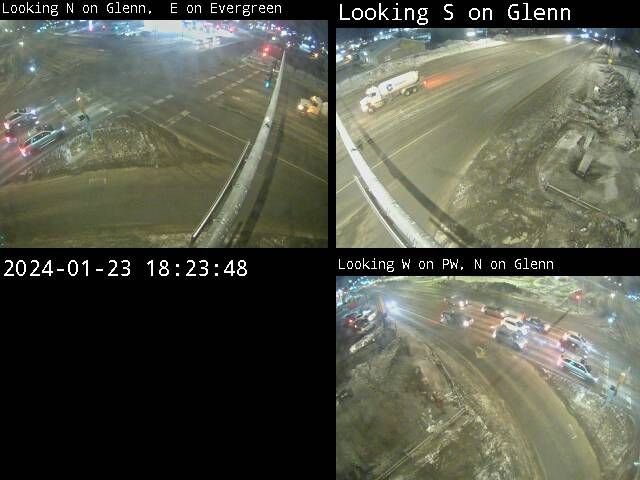 Looking N on Glenn,  E on Evergreen
Looking S on Glenn
2024-01-23 18:23:48
Looking W on PW, N on Glenn